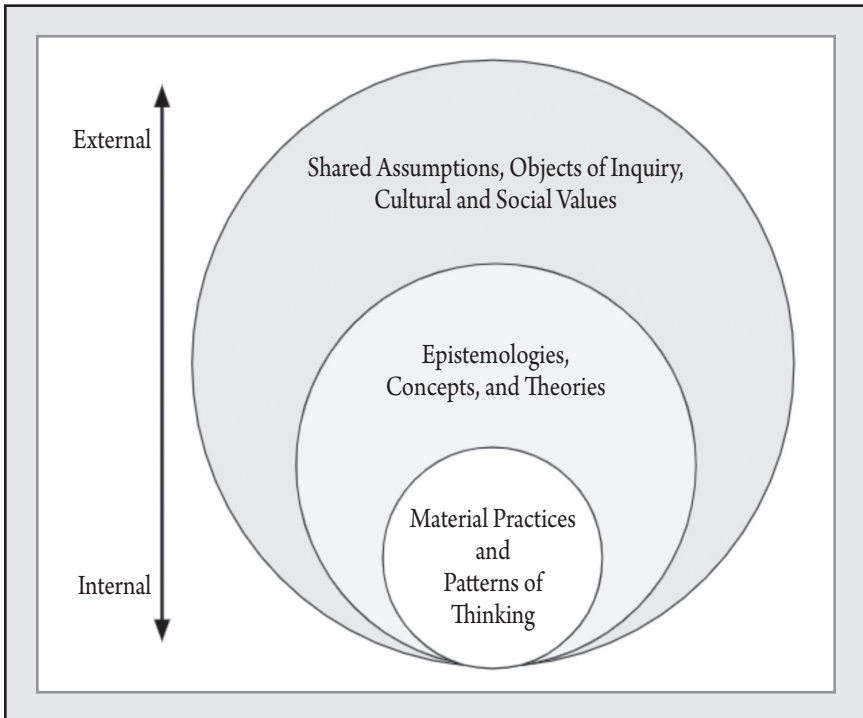 External
Shared Assumptions, Objects of Inquiry,
Cultural and Social Values
Epistemologies,
Concepts, and Theories
Material Practices
and
Patterns of
Thinking
Internal